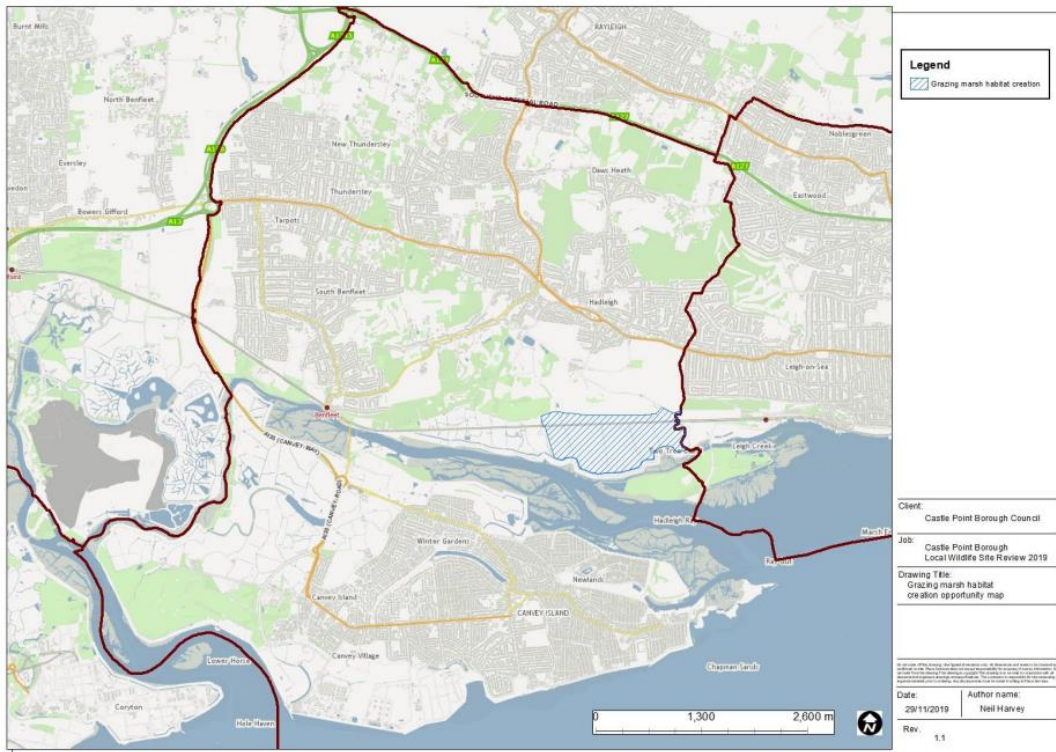 Burnt Mills
RAYLEIGH
North Benfleet
Noblesgreen
New Thundersley
Eversley
Daws Heath
A127
Eastwood
Thundersley
Bowers Gifford
A13
Tarpots
South Benfleet
Hadleigh
Leigh-on-Sea
Benfleet
A130 (CANVEY WAY)
Leigh Creek
A130 (CANVEY ROAD)
Winter Gardens
Newlands
Canvey Island
CANVEY ISLAND
Canvey Village
Lower Horse
Chapman Sands
Coryton
Hole Haven
0 1,300 2,600 m
N
Legend
Grazing marsh habitat creation
Client:
Castle Point Borough Council
Job:
Castle Point Borough
Local Wildlife Site Review 2019
Drawing Title:
Grazing marsh habitat
creation opportunity map
Date:
29/11/2019
Author name:
Neil Harvey
Rev.
1.1